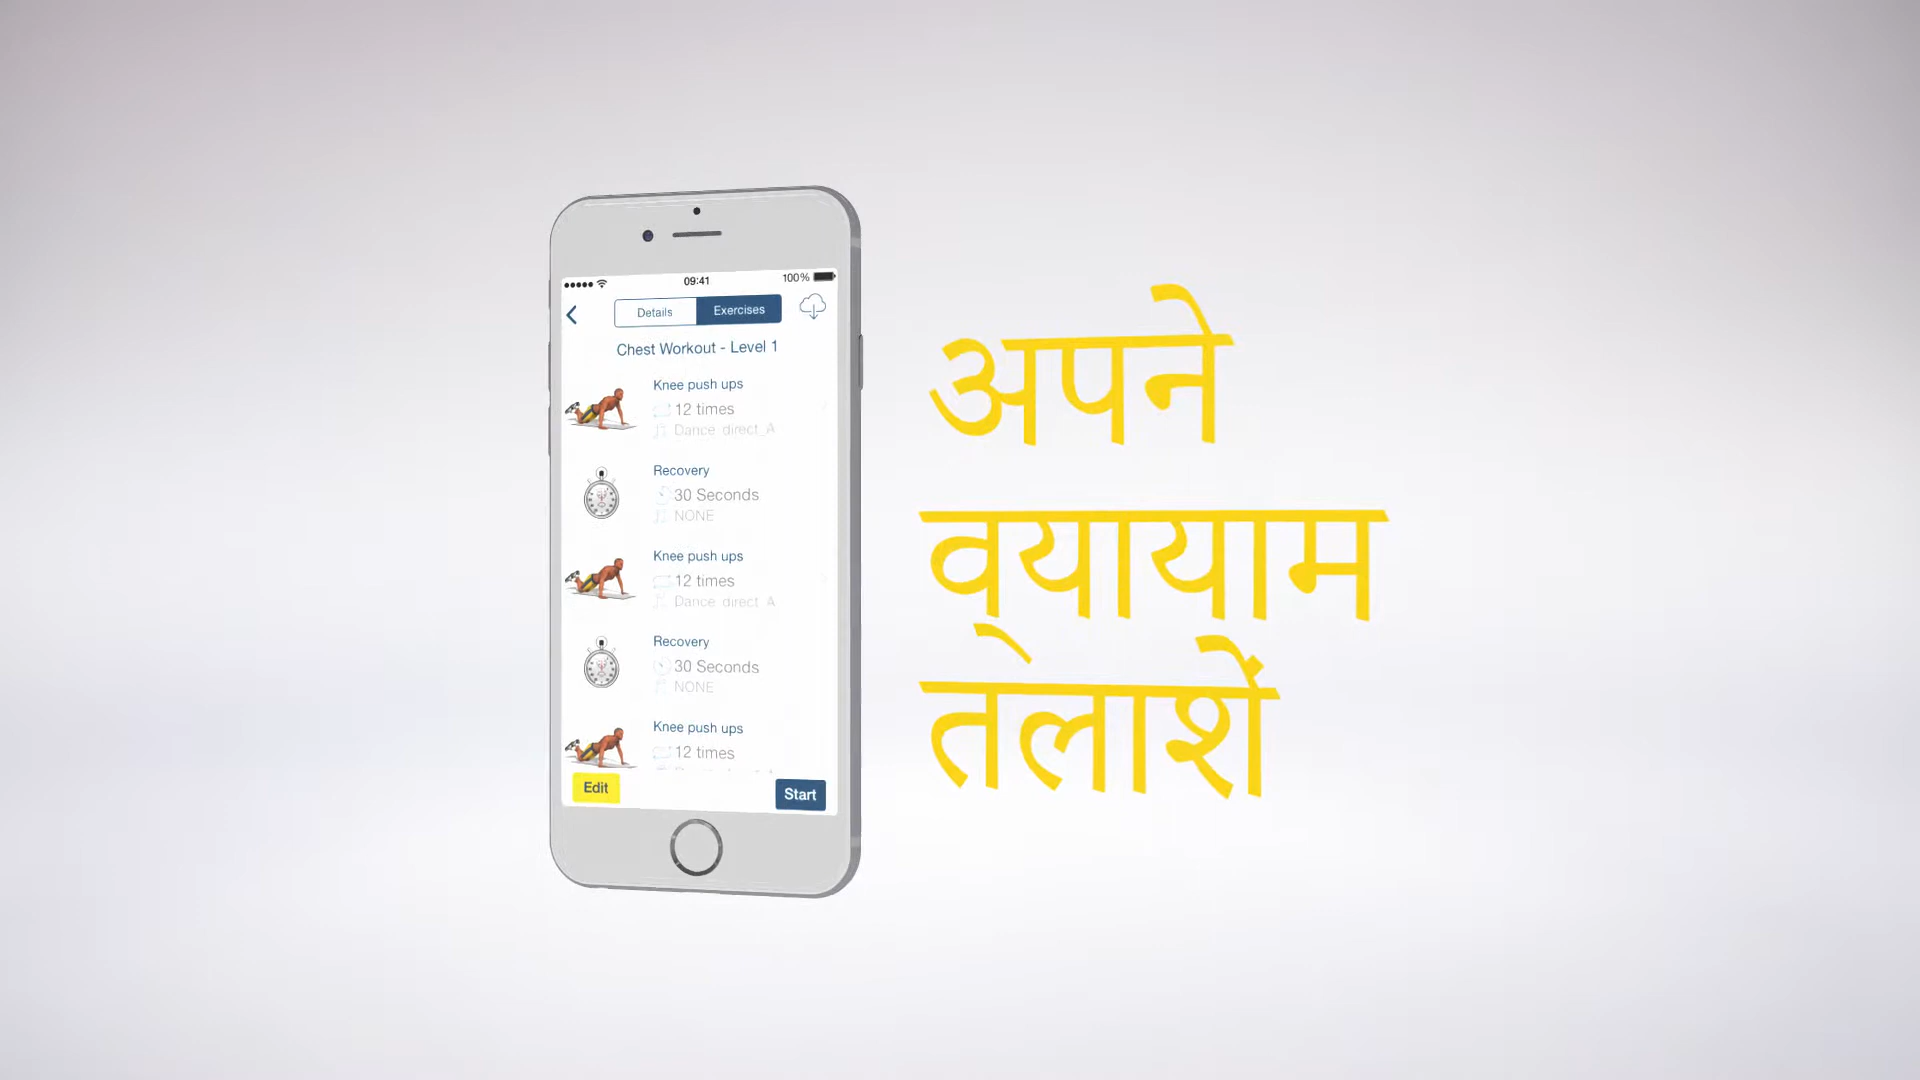 09:41
100%
Details
Exercises
Chest Workout - Level 1
Knee push ups
12 times
Dance direct_A
Recovery
30 Seconds
NONE
Knee push ups
12 times
Dance direct_A
Recovery
30 Seconds
NONE
Knee push ups
12 times
Edit
Start
अपने
व्यायाम
तलाशें